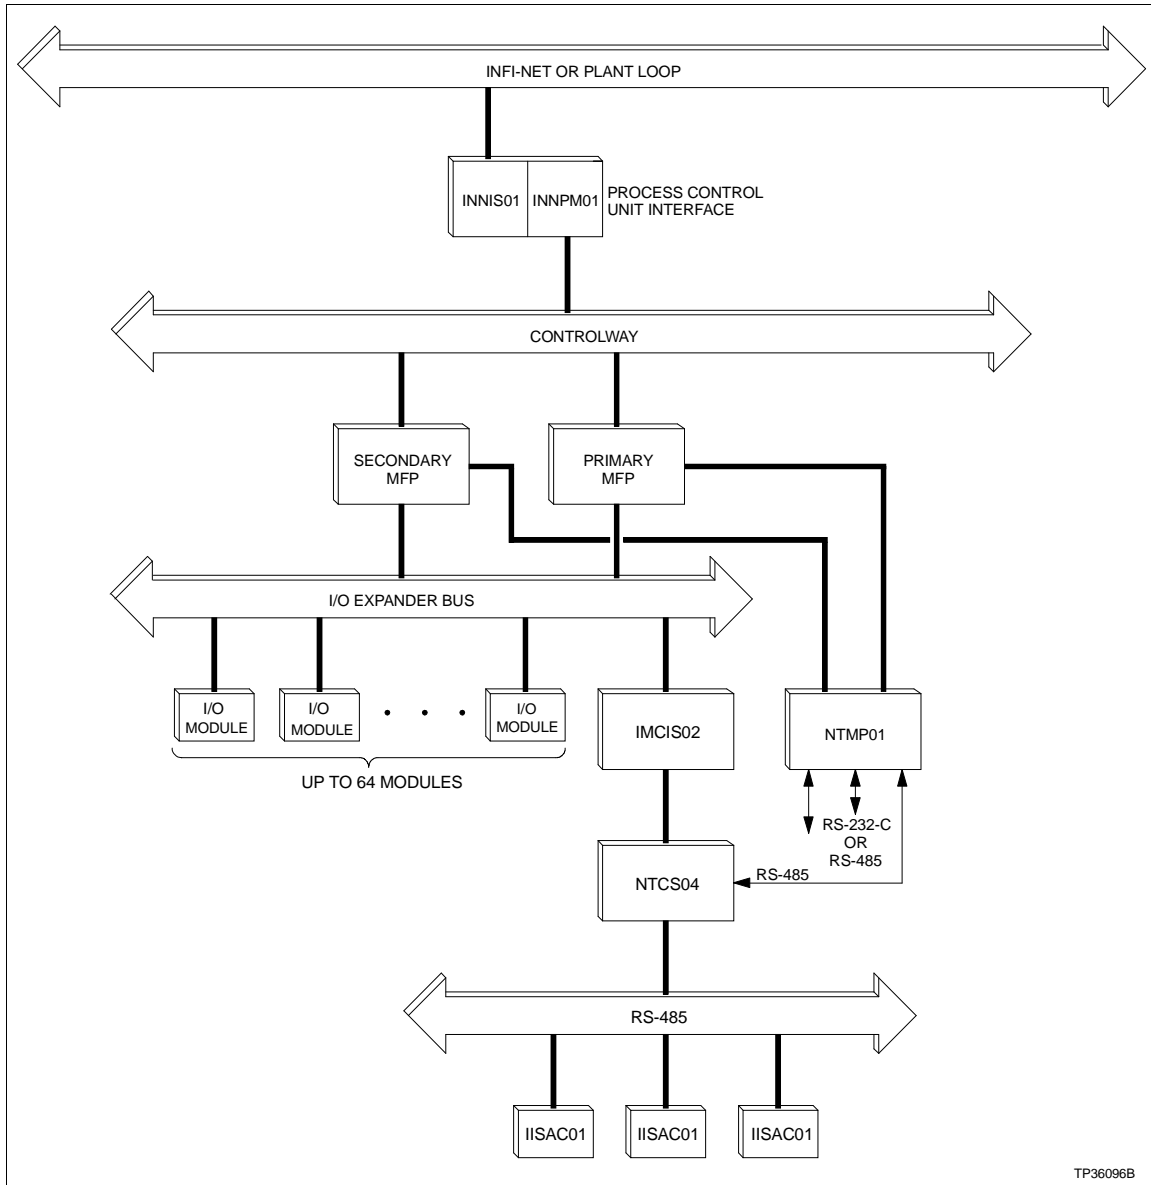 INFI-NET OR PLANT LOOP
INNIS01
INNPM01
PROCESS CONTROL
UNIT INTERFACE
CONTROLWAY
SECONDARY
MFP
PRIMARY
MFP
I/O EXPANDER BUS
I/O
MODULE
I/O
MODULE
I/O
MODULE
IMCIS02
NTMP01
UP TO 64 MODULES
RS-232-C
OR
RS-485
RS-485
NTCS04
RS-485
IISAC01
IISAC01
IISAC01
TP36096B